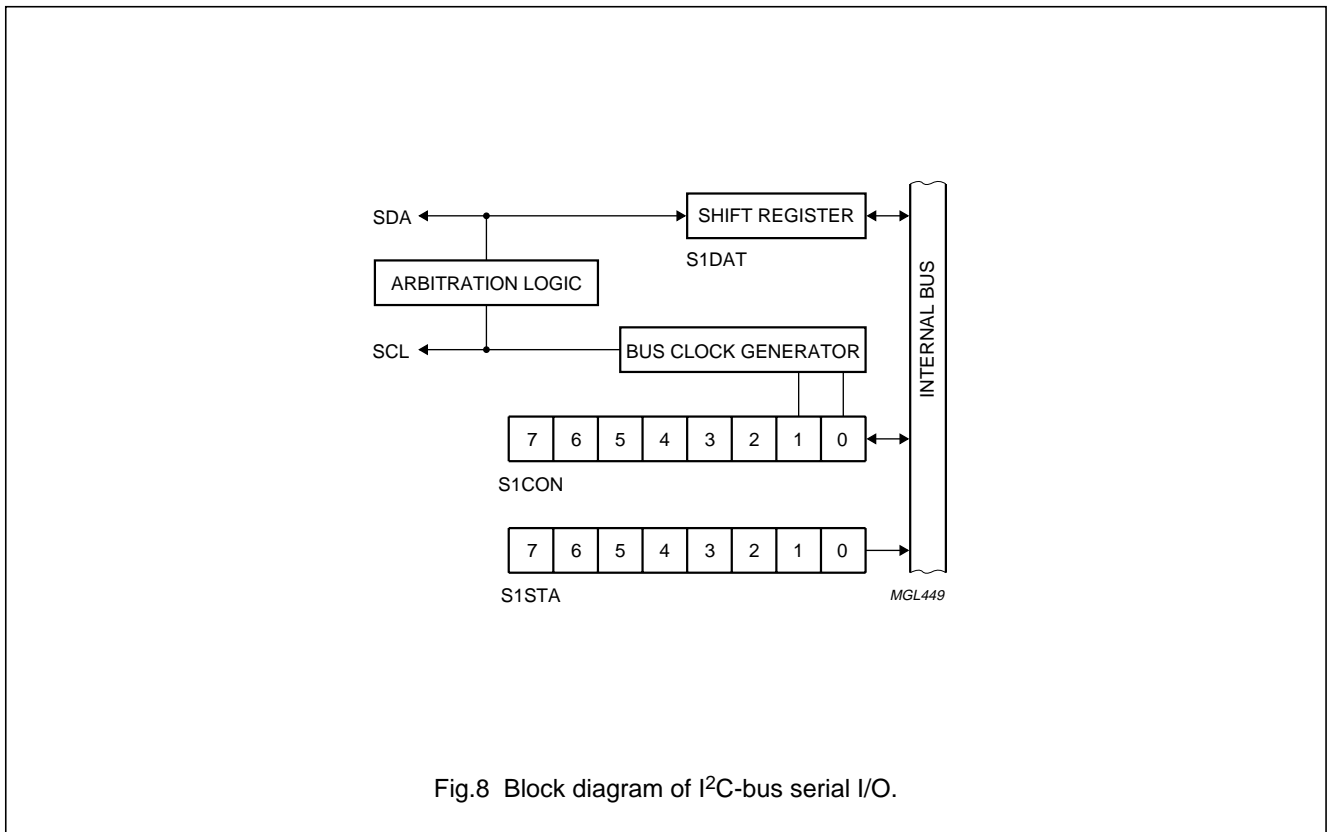 SDA
SHIFT REGISTER
S1DAT
ARBITRATION LOGIC
INTERNAL BUS
SCL
BUS CLOCK GENERATOR
7 6 5 4 3 2 1 0
S1CON
7 6 5 4 3 2 1 0
S1STA
MGL449
Fig.8 Block diagram of I²C-bus serial I/O.